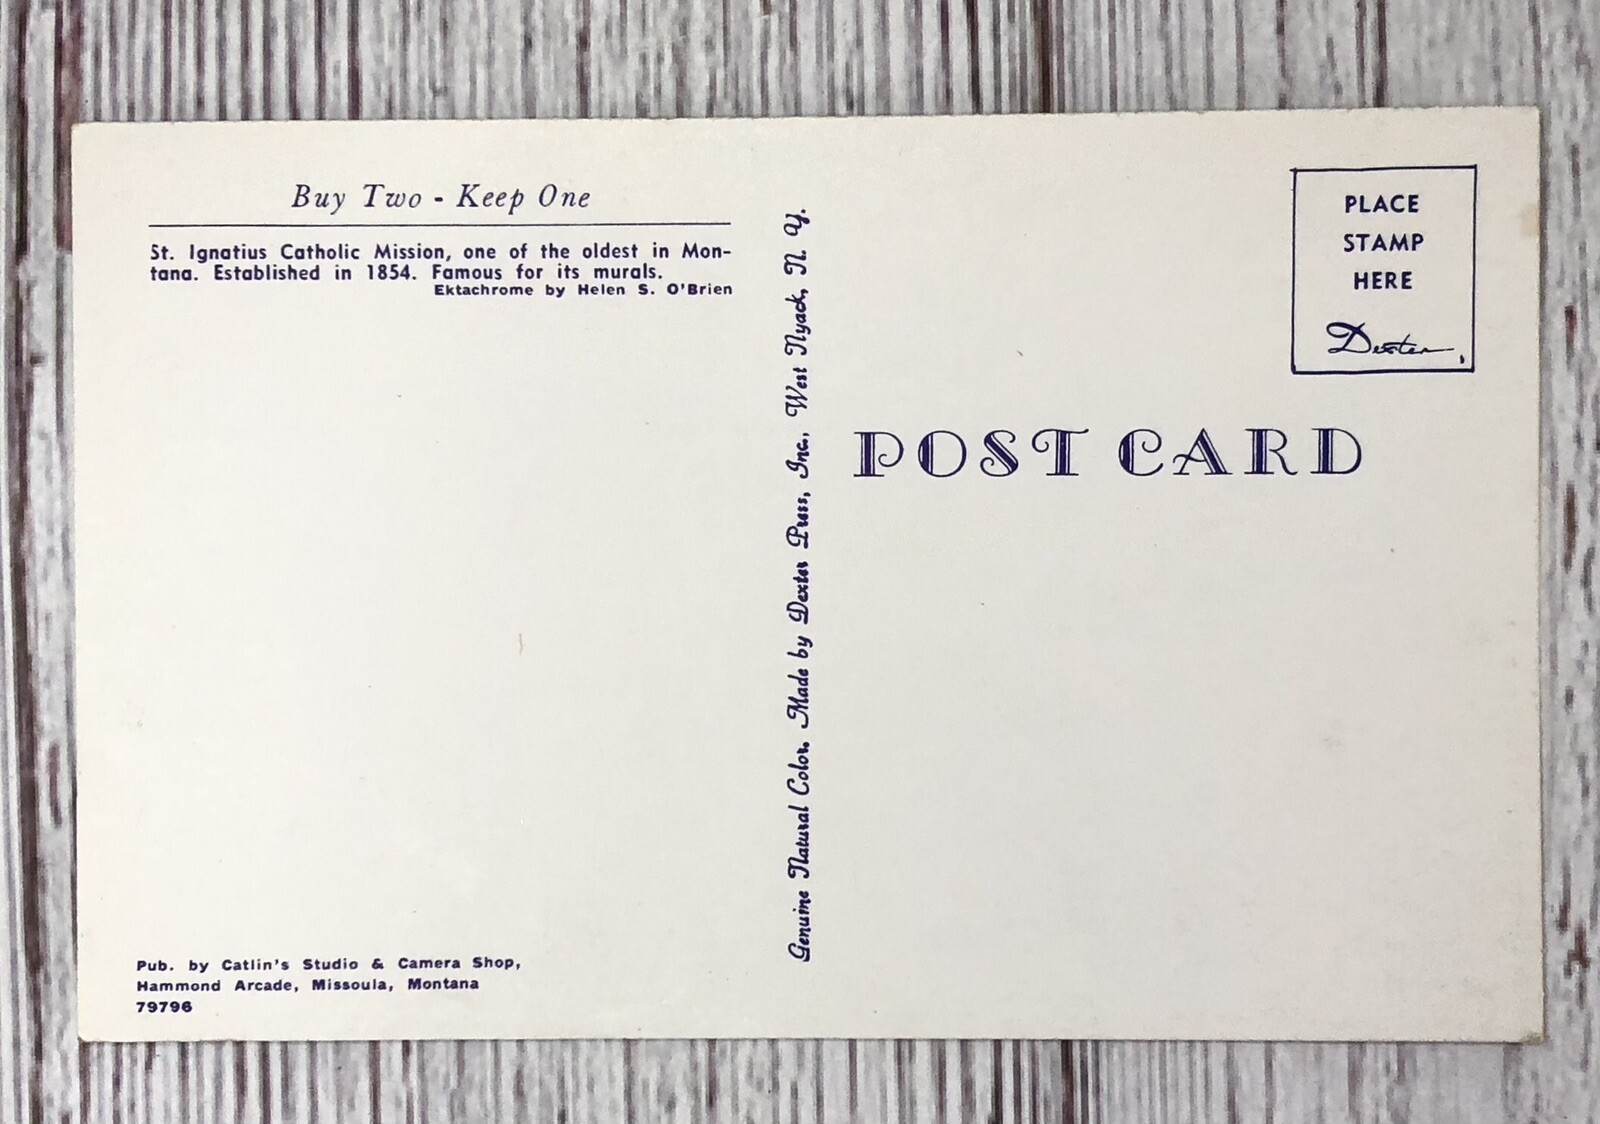 Buy Two - Keep One
St. Ignatius Catholic Mission, one of the oldest in Mon-
tana. Established in 1854. Famous for its murals.
Ektachrome by Helen S. O'Brien
Pub. by Catlin's Studio & Camera Shop,
Hammond Arcade, Missoula, Montana
79796
Genuine Natural Color. Made by Dexter Press, Inc., West Nyack, N. Y.
PLACE
STAMP
HERE
Dexter
POST CARD